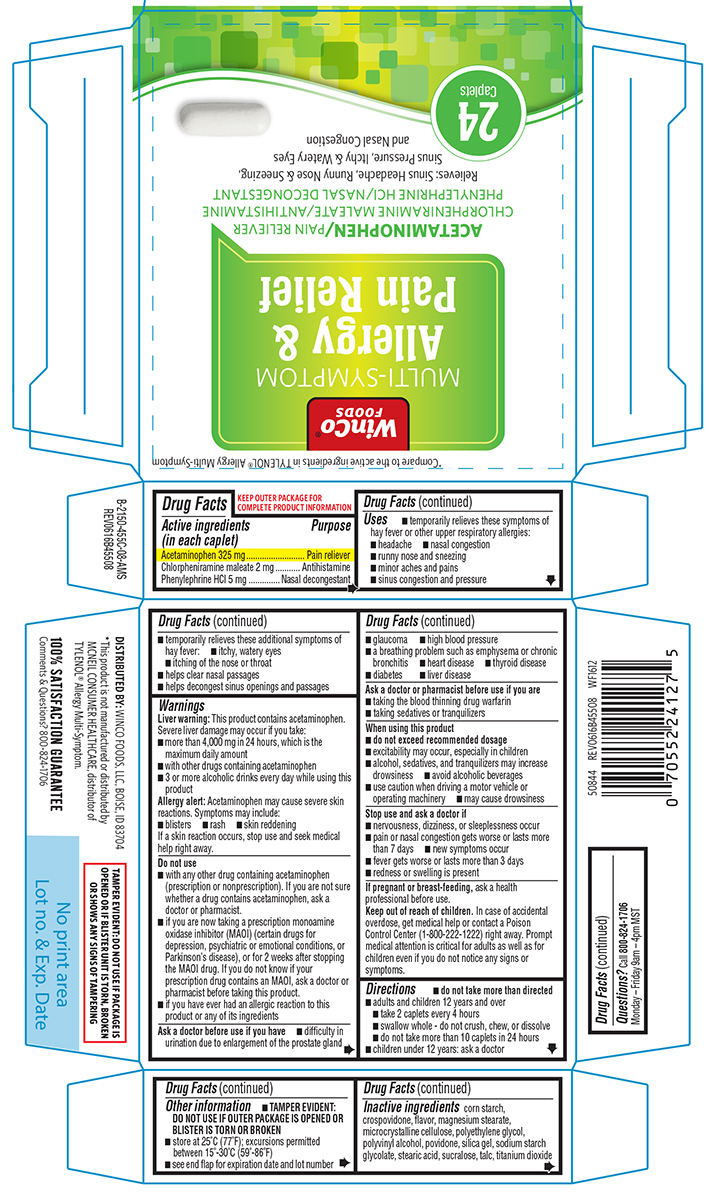 *Compare to the active ingredients in TYLENOL® Allergy Multi-Symptom
WinCo®
FOODS
MULTI-SYMPTOM
Allergy &
Pain Relief
ACETAMINOPHEN/PAIN RELIEVER
CHLORPHENIRAMINE MALEATE/ANTIHISTAMINE
PHENYLEPHRINE HCl/NASAL DECONGESTANT
Relieves: Sinus Headache, Runny Nose & Sneezing,
Sinus Pressure, Itchy & Watery Eyes
and Nasal Congestion
24
Caplets
B-2150-455C-08-AMS
REV0616B45508
Drug Facts
KEEP OUTER PACKAGE FOR
COMPLETE PRODUCT INFORMATION
Active ingredients Purpose
(in each caplet)
Acetaminophen 325 mg.......................... Pain reliever
Chlorpheniramine maleate 2 mg ........... Antihistamine
Phenylephrine HCl 5 mg .............. Nasal decongestant
Drug Facts (continued)
Uses ■ temporarily relieves these symptoms of
hay fever or other upper respiratory allergies:
■ headache ■ nasal congestion
■ runny nose and sneezing
■ minor aches and pains
■ sinus congestion and pressure
Drug Facts (continued)
■ temporarily relieves these additional symptoms of
hay fever: ■ itchy, watery eyes
■ itching of the nose or throat
■ helps clear nasal passages
■ helps decongest sinus openings and passages
Warnings
Liver warning: This product contains acetaminophen.
Severe liver damage may occur if you take:
■ more than 4,000 mg in 24 hours, which is the
maximum daily amount
■ with other drugs containing acetaminophen
■ 3 or more alcoholic drinks every day while using this
product
Allergy alert: Acetaminophen may cause severe skin
reactions. Symptoms may include:
■ blisters ■ rash ■ skin reddening
If a skin reaction occurs, stop use and seek medical
help right away.
Do not use
■ with any other drug containing acetaminophen
(prescription or nonprescription). If you are not sure
whether a drug contains acetaminophen, ask a
doctor or pharmacist.
■ if you are now taking a prescription monoamine
oxidase inhibitor (MAOI) (certain drugs for
depression, psychiatric or emotional conditions, or
Parkinson's disease), or for 2 weeks after stopping
the MAOI drug. If you do not know if your
prescription drug contains an MAOI, ask a doctor or
pharmacist before taking this product.
■ if you have ever had an allergic reaction to this
product or any of its ingredients
Ask a doctor before use if you have ■ difficulty in
urination due to enlargement of the prostate gland
Drug Facts (continued)
■ glaucoma ■ high blood pressure
■ a breathing problem such as emphysema or chronic
bronchitis ■ heart disease ■ thyroid disease
■ diabetes ■ liver disease
Ask a doctor or pharmacist before use if you are
■ taking the blood thinning drug warfarin
■ taking sedatives or tranquilizers
When using this product
■ do not exceed recommended dosage
■ excitability may occur, especially in children
■ alcohol, sedatives, and tranquilizers may increase
drowsiness ■ avoid alcoholic beverages
■ use caution when driving a motor vehicle or
operating machinery ■ may cause drowsiness
Stop use and ask a doctor if
■ nervousness, dizziness, or sleeplessness occur
■ pain or nasal congestion gets worse or lasts more
than 7 days ■ new symptoms occur
■ fever gets worse or lasts more than 3 days
■ redness or swelling is present
If pregnant or breast-feeding, ask a health
professional before use.
Keep out of reach of children. In case of accidental
overdose, get medical help or contact a Poison
Control Center (1-800-222-1222) right away. Prompt
medical attention is critical for adults as well as for
children even if you do not notice any signs or
symptoms.
Directions ■ do not take more than directed
■ adults and children 12 years and over
■ take 2 caplets every 4 hours
■ swallow whole - do not crush, chew, or dissolve
■ do not take more than 10 caplets in 24 hours
■ children under 12 years: ask a doctor
Drug Facts (continued)
Other information ■ TAMPER EVIDENT:
DO NOT USE IF OUTER PACKAGE IS OPENED OR
BLISTER IS TORN OR BROKEN
■ store at 25˚C (77˚F); excursions permitted
between 15˚-30˚C (59˚-86˚F)
■ see end flap for expiration date and lot number
Drug Facts (continued)
Inactive ingredients corn starch,
crospovidone, flavor, magnesium stearate,
microcrystalline cellulose, polyethylene glycol,
polyvinyl alcohol, povidone, silica gel, sodium starch
glycolate, stearic acid, sucralose, talc, titanium dioxide
Drug Facts (continued)
Questions? Call 800-824-1706
Monday – Friday 9am – 4pm MST
50844 REV0616B45508 WF1612
0 70552 24127 5
DISTRIBUTED BY: WINCO FOODS, LLC, BOISE, ID 83704
*This product is not manufactured or distributed by
MCNEIL CONSUMER HEALTHCARE, distributor of
TYLENOL® Allergy Multi-Symptom.
100% SATISFACTION GUARANTEE
Comments & Questions? 800-824-1706
TAMPER EVIDENT: DO NOT USE IF PACKAGE IS
OPENED OR IF BLISTER UNIT IS TORN, BROKEN
OR SHOWS ANY SIGNS OF TAMPERING
No print area
Lot no. & Exp. Date